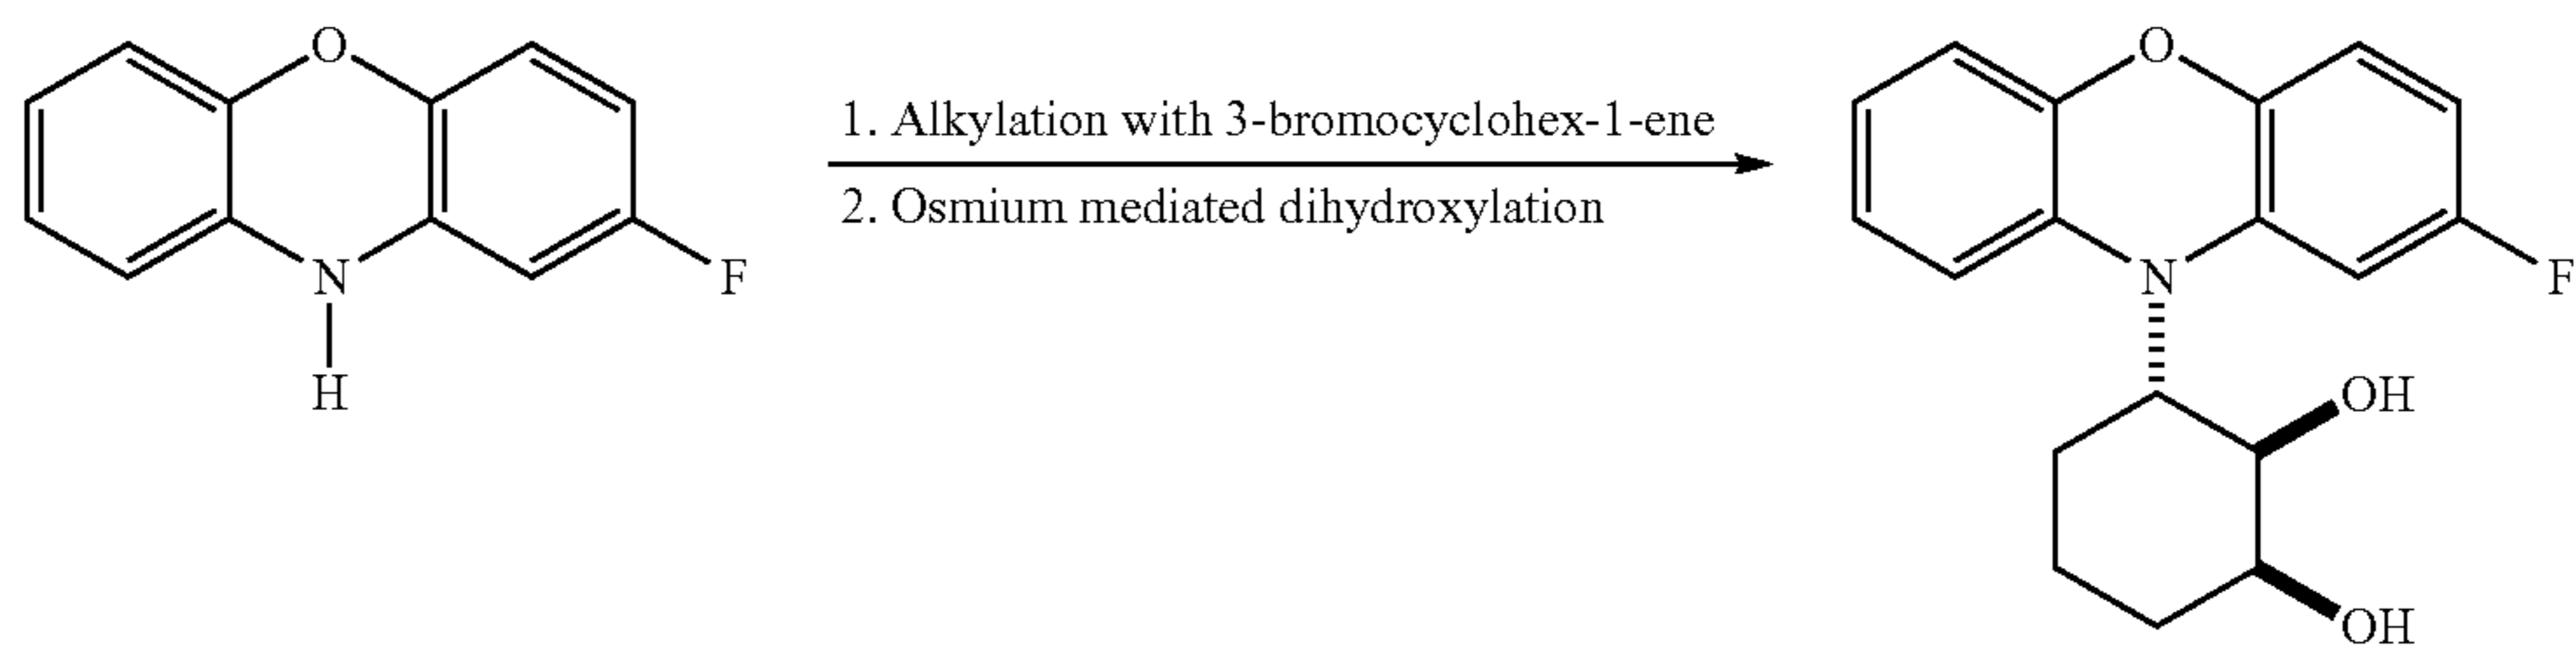 O
1. Alkylation with 3-bromocyclohex-1-ene
2. Osmium mediated dihydroxylation
N
F
H
O
N
F
OH
OH